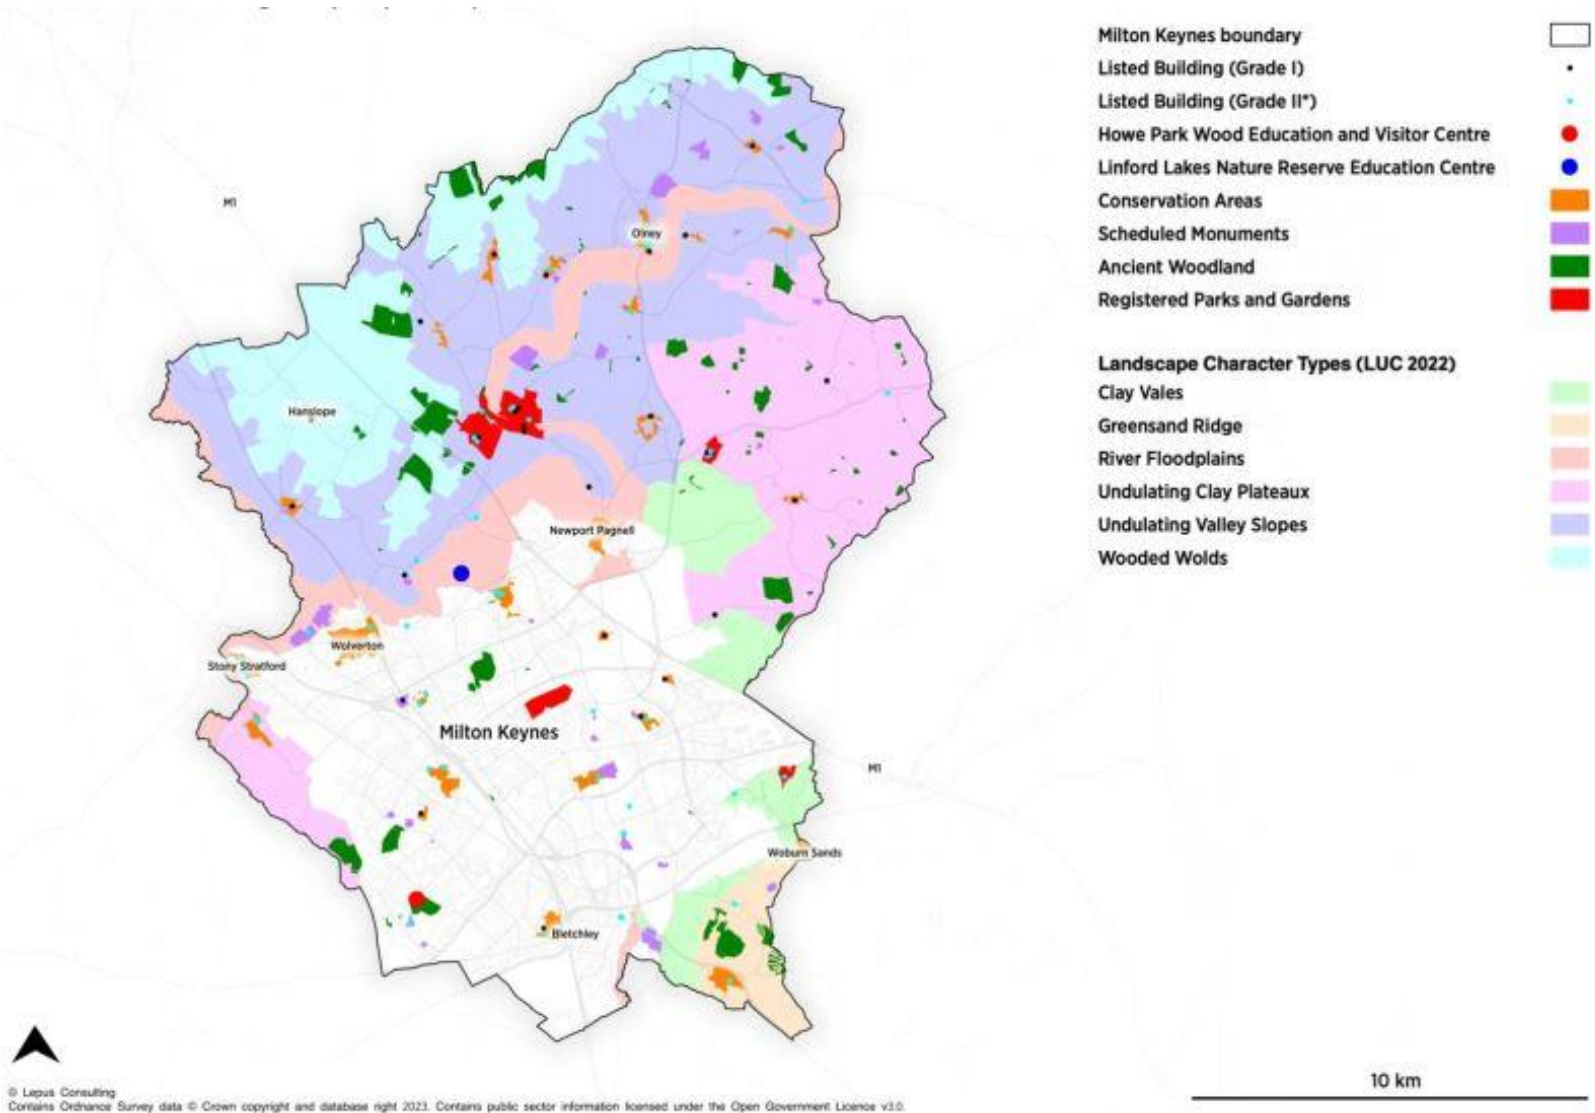 Milton Keynes boundary
Listed Building (Grade I)
Listed Building (Grade II*)
Howe Park Wood Education and Visitor Centre
Linford Lakes Nature Reserve Education Centre
Conservation Areas
Scheduled Monuments
Ancient Woodland
Registered Parks and Gardens
Landscape Character Types (LUC 2022)
Clay Vales
Greensand Ridge
River Floodplains
Undulating Clay Plateaux
Undulating Valley Slopes
Wooded Wolds
M1
Olney
Hanslope
Newport Pagnell
Wolverton
Stony Stratford
Milton Keynes
M1
Woburn Sands
Bletchley
10 km
© Lepus Consulting
Contains Ordnance Survey data © Crown copyright and database right 2023. Contains public sector information licensed under the Open Government Licence v3.0.